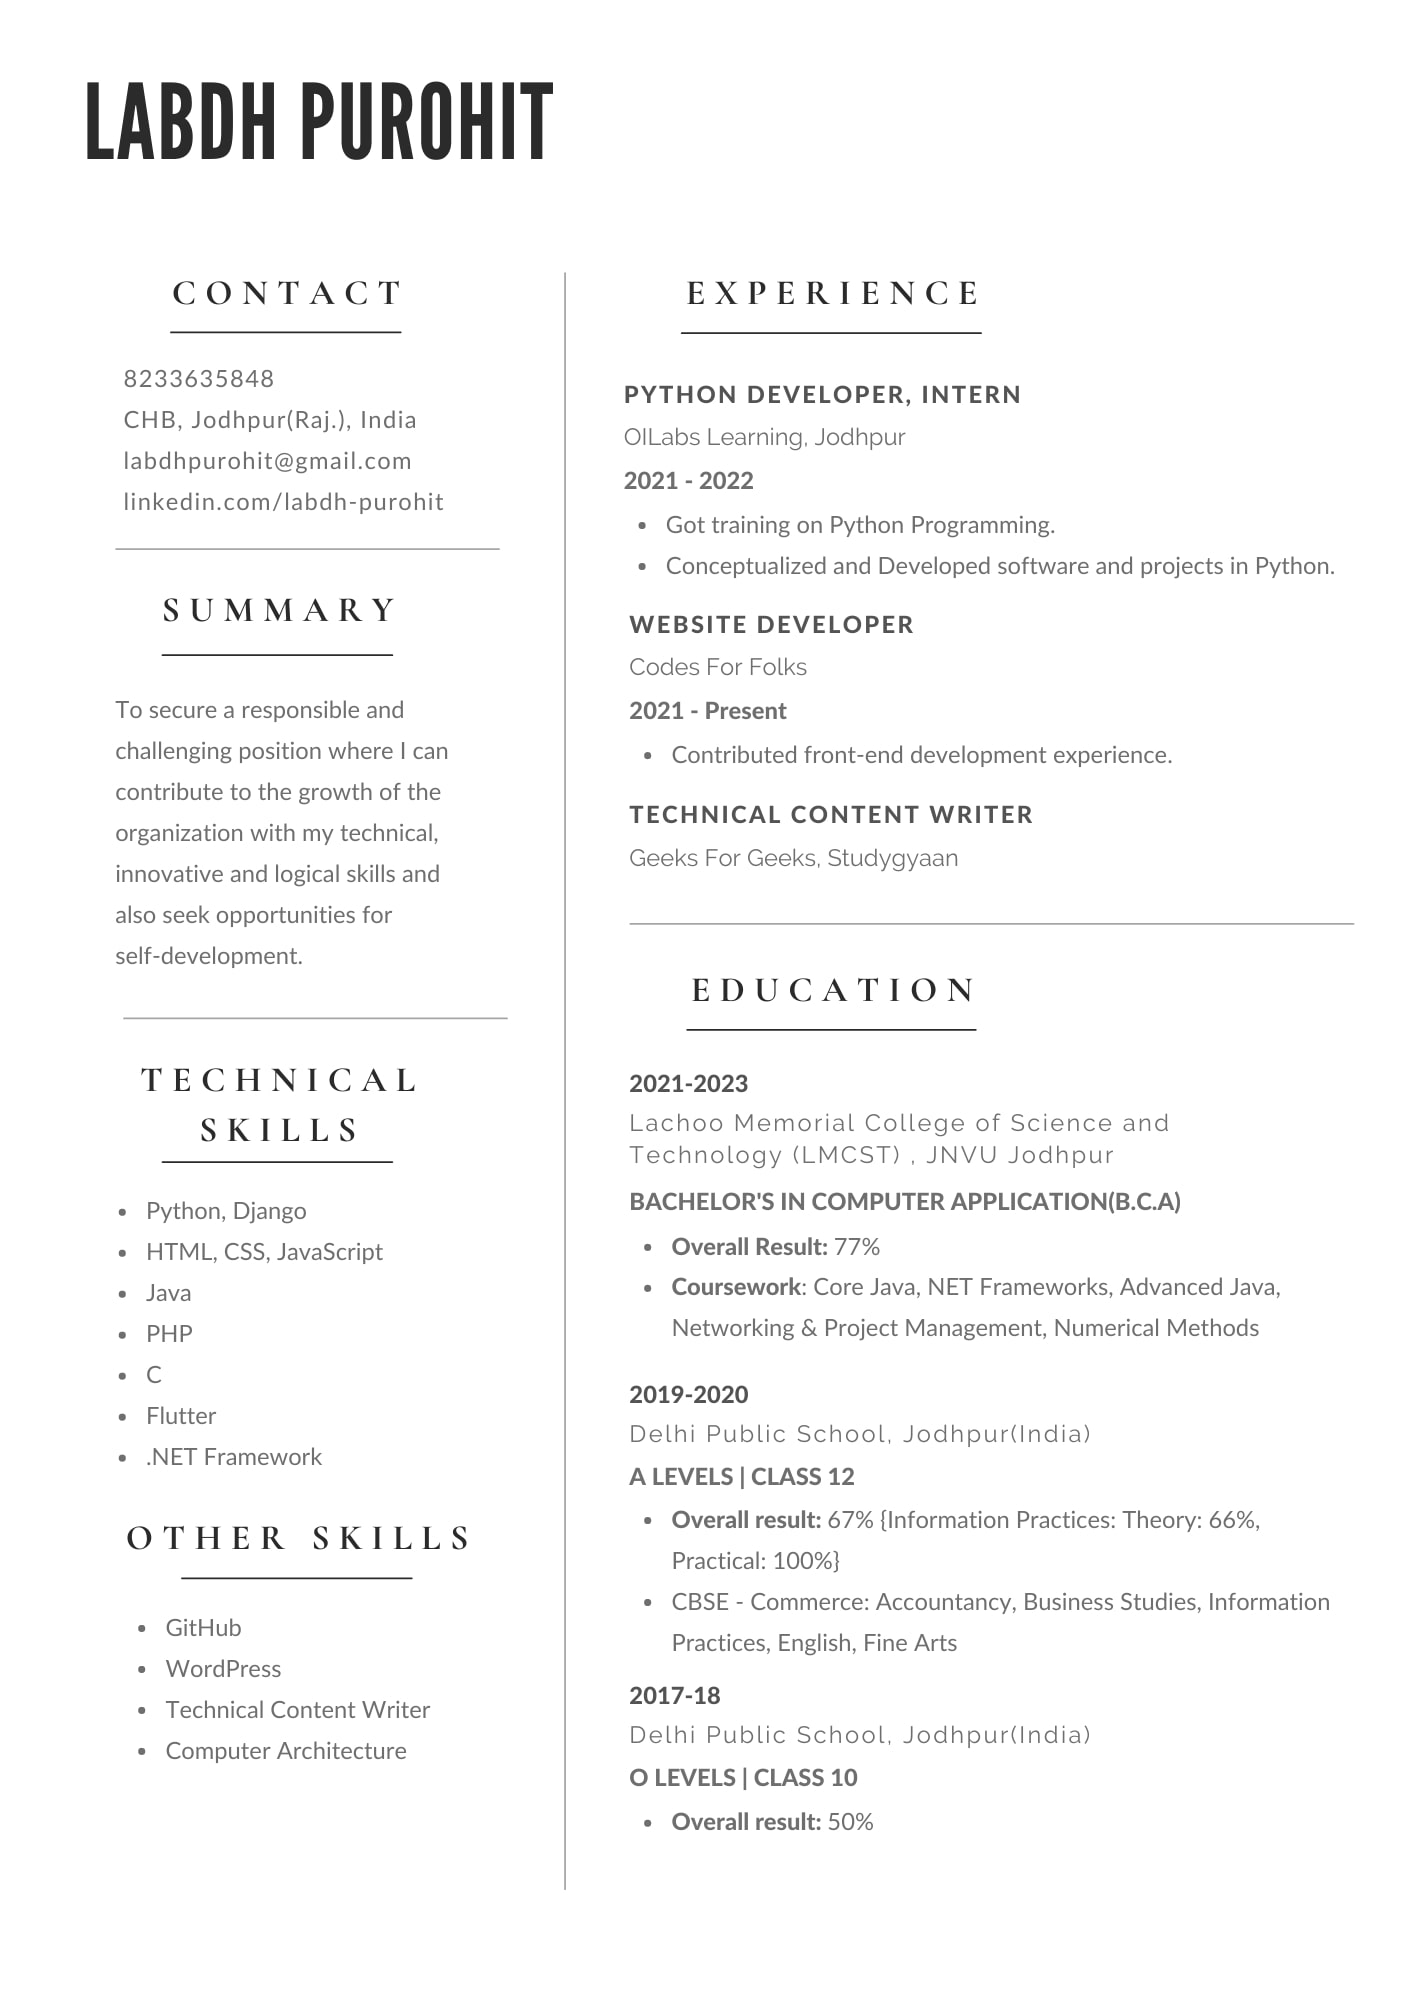 LABDH PUROHIT
CONTACT
8233635848
CHB, Jodhpur(Raj.), India
labdhpurohit@gmail.com
linkedin.com/labdh-purohit
SUMMARY
To secure a responsible and
challenging position where I can
contribute to the growth of the
organization with my technical,
innovative and logical skills and
also seek opportunities for
self-development.
TECHNICAL
SKILLS
• Python, Django
• HTML, CSS, JavaScript
• Java
• PHP
• C
• Flutter
• .NET Framework
OTHER SKILLS
• GitHub
• WordPress
• Technical Content Writer
• Computer Architecture
EXPERIENCE
PYTHON DEVELOPER, INTERN
OILabs Learning, Jodhpur
2021 - 2022
• Got training on Python Programming.
• Conceptualized and Developed software and projects in Python.
WEBSITE DEVELOPER
Codes For Folks
2021 - Present
• Contributed front-end development experience.
TECHNICAL CONTENT WRITER
Geeks For Geeks, Studygyaan
EDUCATION
2021-2023
Lachoo Memorial College of Science and
Technology (LMCST) , JNVU Jodhpur
BACHELOR'S IN COMPUTER APPLICATION(B.C.A)
• Overall Result: 77%
• Coursework: Core Java, NET Frameworks, Advanced Java,
Networking & Project Management, Numerical Methods
2019-2020
Delhi Public School, Jodhpur(India)
A LEVELS | CLASS 12
• Overall result: 67% {Information Practices: Theory: 66%,
Practical: 100%}
• CBSE - Commerce: Accountancy, Business Studies, Information
Practices, English, Fine Arts
2017-18
Delhi Public School, Jodhpur(India)
O LEVELS | CLASS 10
• Overall result: 50%